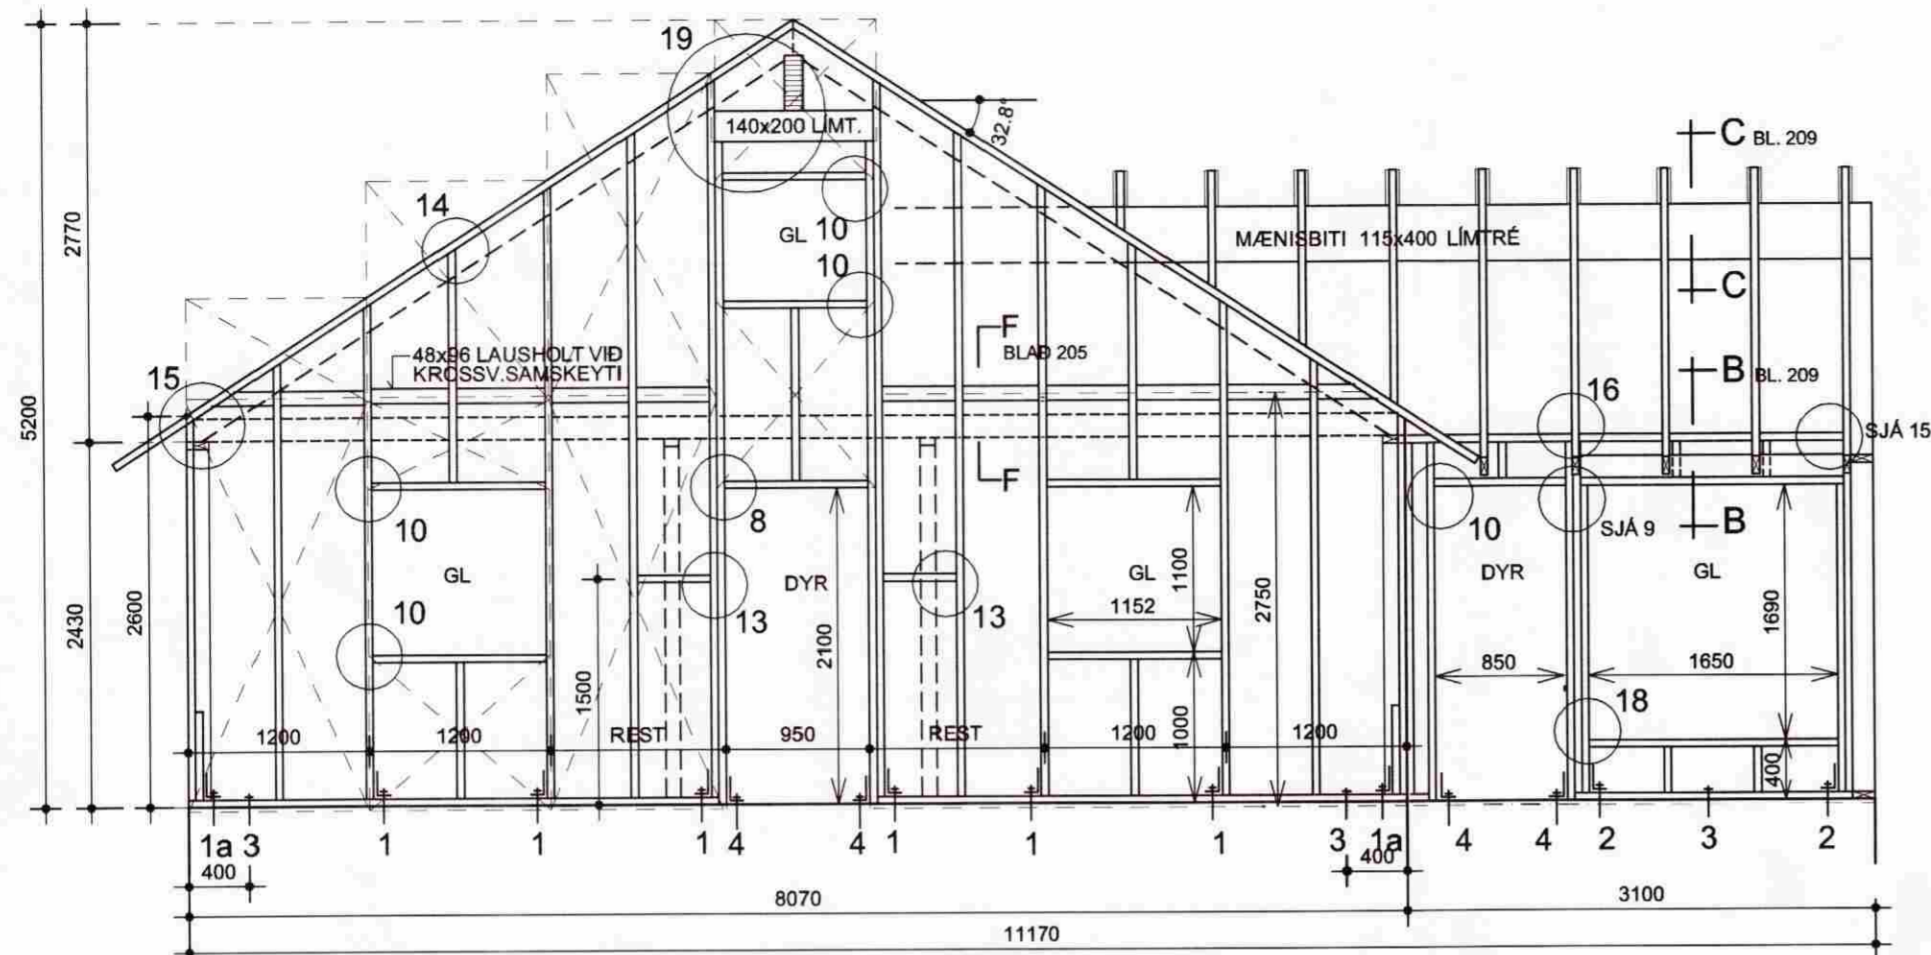 19
140x200 LÍMT.
32.8°
C BL. 209
14
GL 10
MÆNISBITI 115x400 LÍMTRÉ
10
C
2770
5200
F
BLAÐ 205
48x96 LAUSHOLT VIÐ
KROSSV.SAMSKEYTI
15
B BL. 209
16
SJÁ 15
F
10
8
10
SJÁ 9
B
2430
2600
GL
DYR
GL
1100
1152
2750
DYR
GL
1690
10
13
13
2100
1500
1000
850
1650
18
400
1200
1200
REST
950
REST
1200
1200
1a 3 1 1 1 4 4 1 1 1 3 1a 4 4 2 3 2
400
400
8070
3100
11170